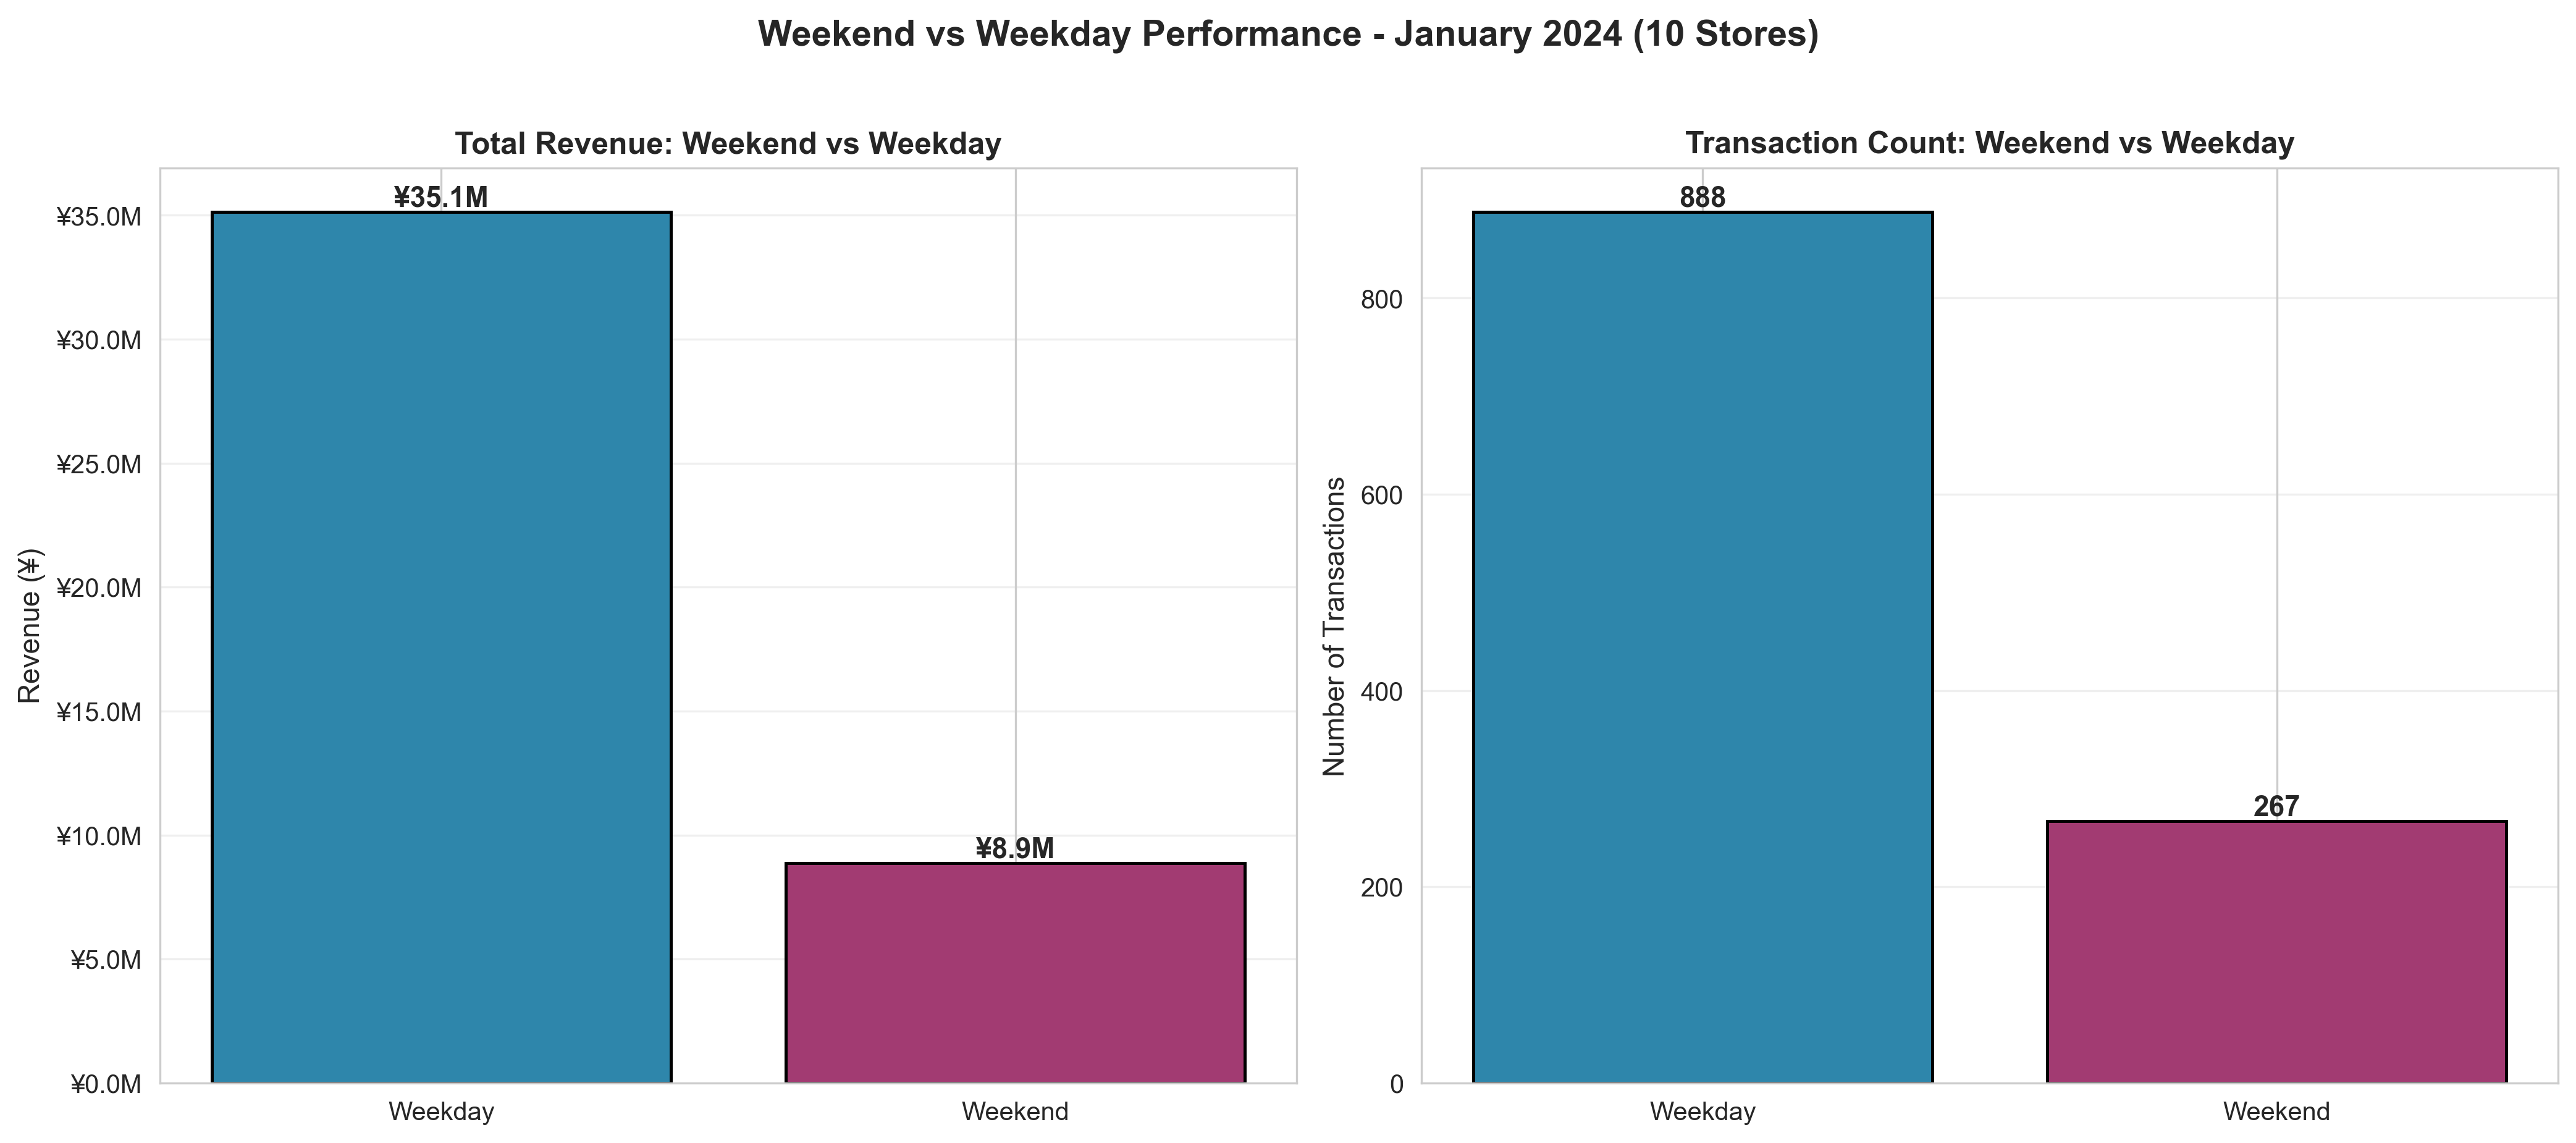 Weekend vs Weekday Performance - January 2024 (10 Stores)
Total Revenue: Weekend vs Weekday
Revenue (¥)
¥35.0M
¥30.0M
¥25.0M
¥20.0M
¥15.0M
¥10.0M
¥5.0M
¥0.0M
¥35.1M
¥8.9M
Weekday
Weekend
Transaction Count: Weekend vs Weekday
Number of Transactions
800
600
400
200
0
888
267
Weekday
Weekend